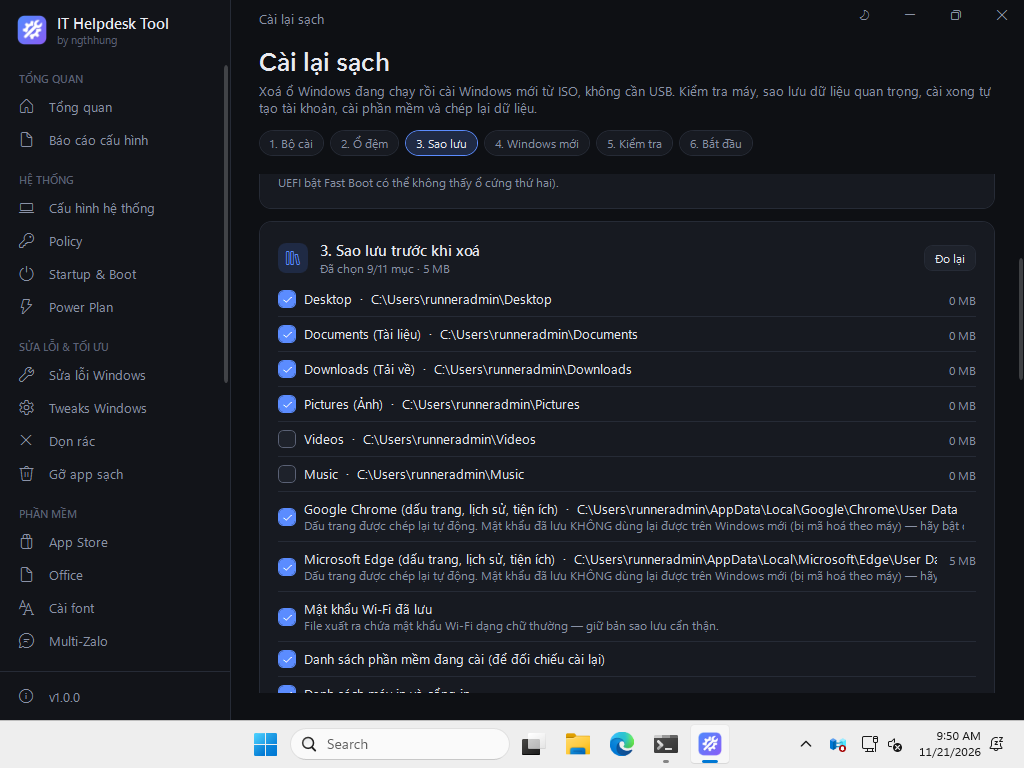 IT Helpdesk Tool
by ngthhung
TỔNG QUAN
Tổng quan
Báo cáo cấu hình
HỆ THỐNG
Cấu hình hệ thống
Policy
Startup & Boot
Power Plan
SỬA LỖI & TỐI ƯU
Sửa lỗi Windows
Tweaks Windows
Dọn rác
Gỡ app sạch
PHẦN MỀM
App Store
Office
Cài font
Multi-Zalo
v1.0.0
Cài lại sạch
Cài lại sạch
Xoá ổ Windows đang chạy rồi cài Windows mới từ ISO, không cần USB. Kiểm tra máy, sao lưu dữ liệu quan trọng, cài xong tự
tạo tài khoản, cài phần mềm và chép lại dữ liệu.
1. Bộ cài
2. Ổ đệm
3. Sao lưu
4. Windows mới
5. Kiểm tra
6. Bắt đầu
UEFI bật Fast Boot có thể không thấy ổ cứng thứ hai).
3. Sao lưu trước khi xoá
Đã chọn 9/11 mục · 5 MB
Đo lại
Desktop · C:\Users\runneradmin\Desktop 0 MB
Documents (Tài liệu) · C:\Users\runneradmin\Documents 0 MB
Downloads (Tải về) · C:\Users\runneradmin\Downloads 0 MB
Pictures (Ảnh) · C:\Users\runneradmin\Pictures 0 MB
Videos · C:\Users\runneradmin\Videos 0 MB
Music · C:\Users\runneradmin\Music 0 MB
Google Chrome (dấu trang, lịch sử, tiện ích) · C:\Users\runneradmin\AppData\Local\Google\Chrome\User Data
Dấu trang được chép lại tự động. Mật khẩu đã lưu KHÔNG dùng lại được trên Windows mới (bị mã hoá theo máy) — hãy bật
Microsoft Edge (dấu trang, lịch sử, tiện ích) · C:\Users\runneradmin\AppData\Local\Microsoft\Edge\User Da 5 MB
Dấu trang được chép lại tự động. Mật khẩu đã lưu KHÔNG dùng lại được trên Windows mới (bị mã hoá theo máy) — hãy
Mật khẩu Wi-Fi đã lưu
File xuất ra chứa mật khẩu Wi-Fi dạng chữ thường — giữ bản sao lưu cẩn thận.
Danh sách phần mềm đang cài (để đối chiếu cài lại)
Danh sách máy in và cổng in
Search
9:50 AM
11/21/2026